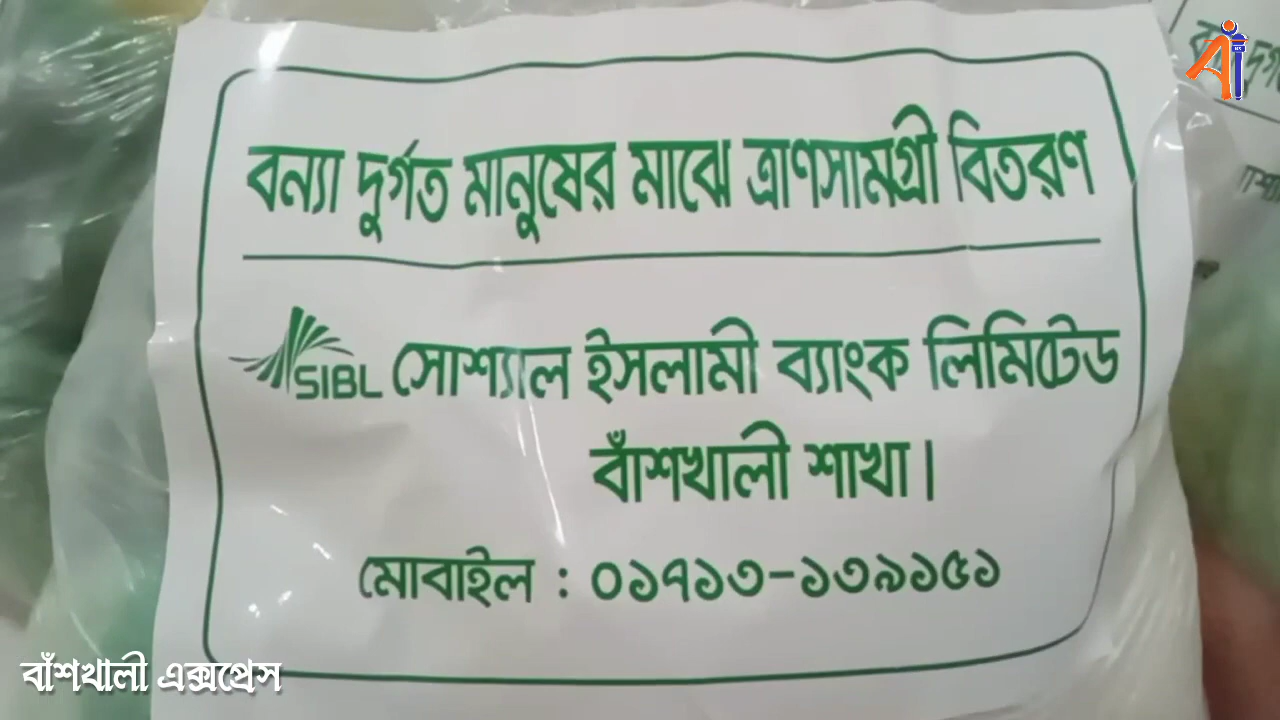 বন্যা দুর্গত মানুষের মাঝে ত্রাণসামগ্রী বিতরণ
SIBL সোশ্যাল ইসলামী ব্যাংক লিমিটেড
বাঁশখালী শাখা।
মোবাইল : ০১৭১৩-১৩৯১৫১
বাঁশখালী এক্সপ্রেস